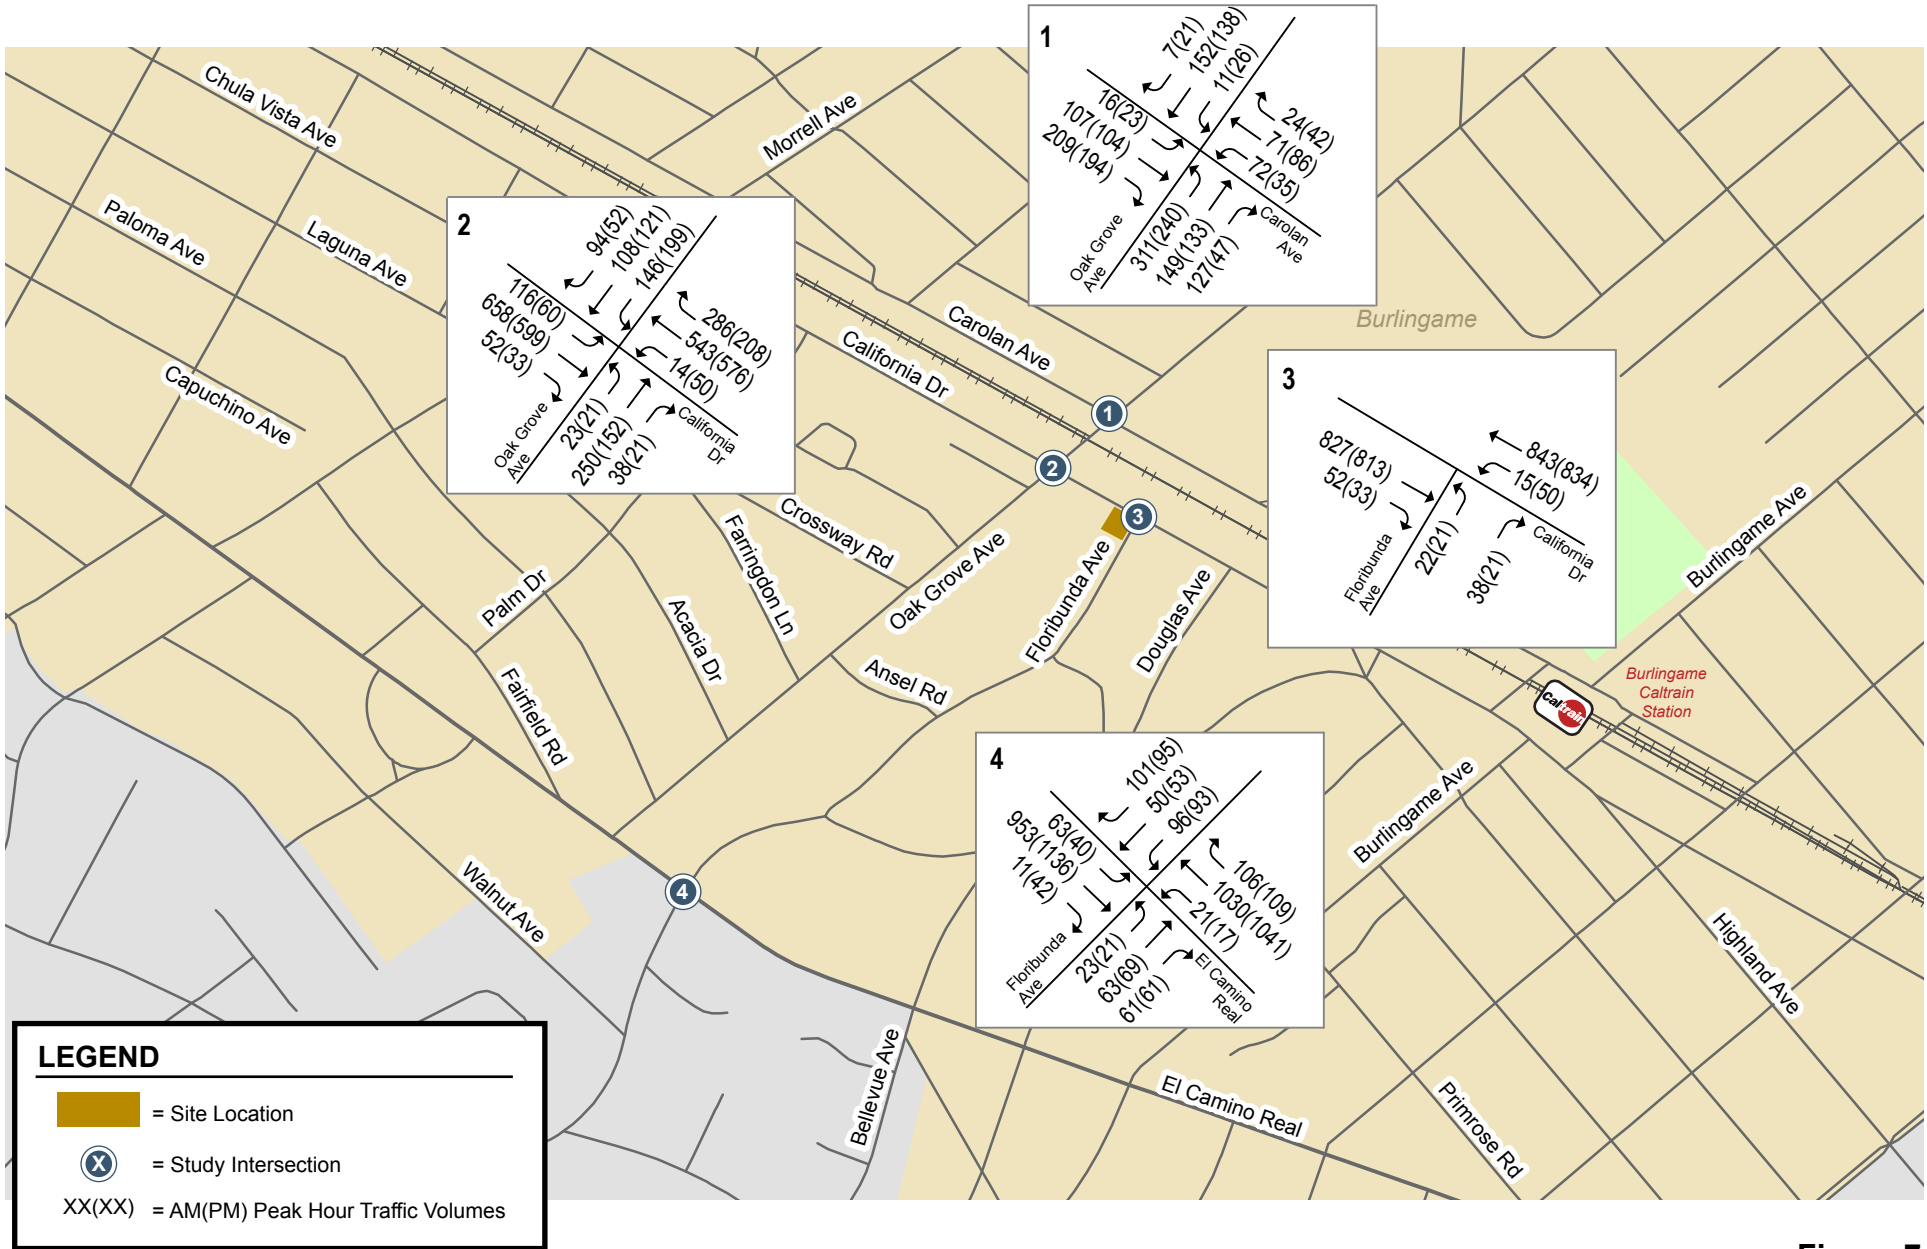 Chula Vista Ave
Morrell Ave
Paloma Ave
Laguna Ave
Capuchino Ave
Carolan Ave
California Dr
Burlingame
Crossway Rd
Farringdon Ln
Oak Grove Ave
Palm Dr
Acacia Dr
Fairfield Rd
Ansel Rd
Floribunda Ave
Douglas Ave
Burlingame Ave
Burlingame
Caltrain
Station
Caltrain
Burlingame Ave
Walnut Ave
Highland Ave
Bellevue Ave
El Camino Real
Primrose Rd
1
2
3
4
1
7(21)
152(138)
11(26)
16(23)
107(104)
209(194)
24(42)
71(86)
72(35)
311(240)
149(133)
127(47)
Oak Grove
Ave
Carolan
Ave
2
94(52)
108(121)
146(199)
116(60)
658(599)
52(33)
286(208)
543(576)
14(50)
23(21)
250(152)
38(21)
Oak Grove
Ave
California
Dr
3
827(813)
52(33)
843(834)
15(50)
22(21)
38(21)
Floribunda
Ave
California
Dr
4
101(95)
50(53)
96(93)
63(40)
953(1136)
11(42)
106(109)
1030(1041)
21(17)
23(21)
63(69)
61(61)
Floribunda
Ave
El Camino
Real
LEGEND
= Site Location
X = Study Intersection
XX(XX) = AM(PM) Peak Hour Traffic Volumes